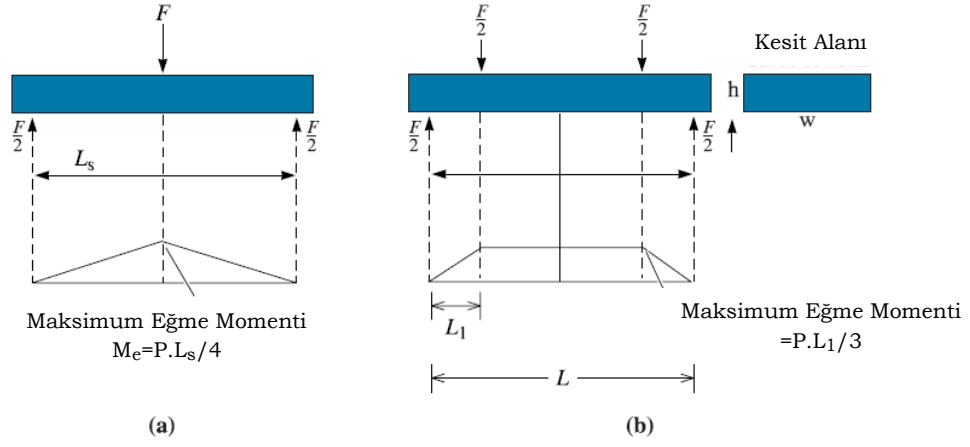 F
F/2
F/2
Kesit Alanı
h
w
F/2
F/2
F/2
F/2
Ls
Maksimum Eğme Momenti
Me=P.Ls/4
L1
Maksimum Eğme Momenti
=P.L1/3
L
(a)
(b)